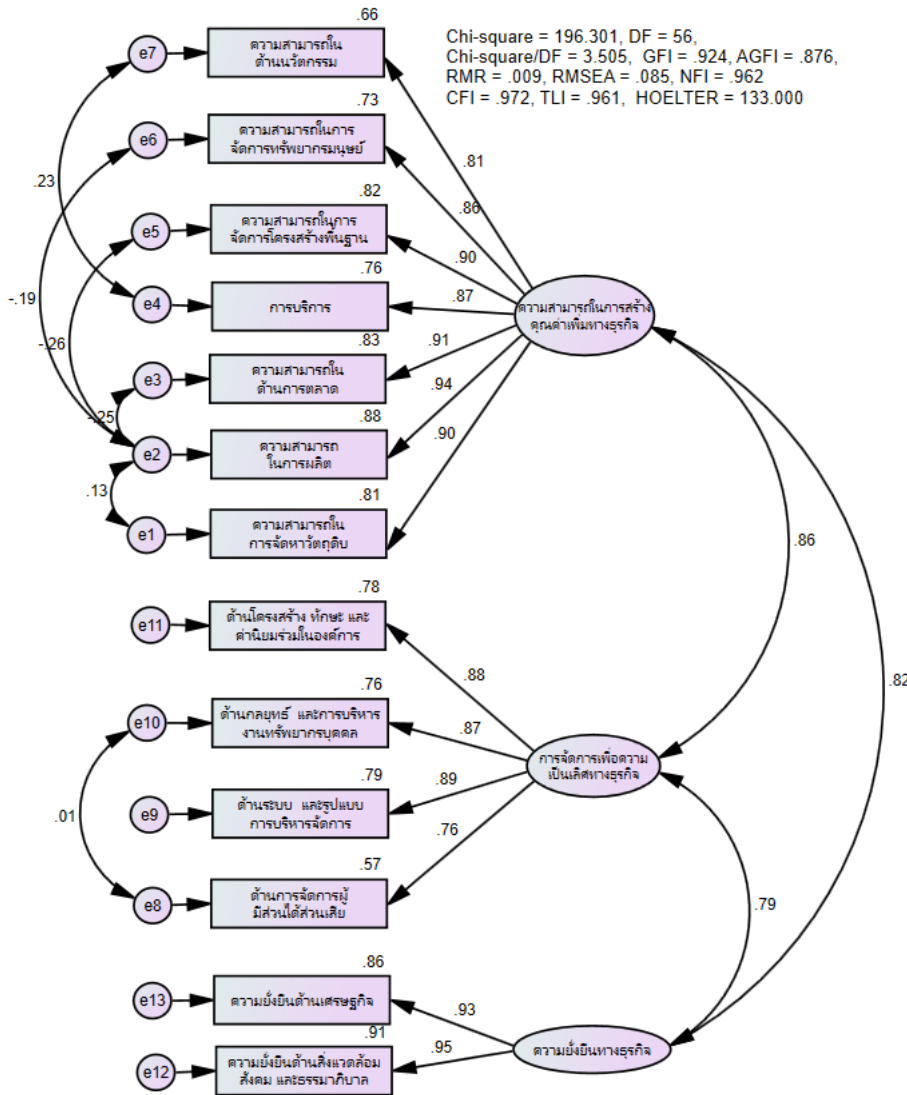 Chi-square = 196.301, DF = 56,
Chi-square/DF = 3.505, GFI = .924, AGFI = .876,
RMR = .009, RMSEA = .085, NFI = .962
CFI = .972, TLI = .961, HOELTER = 133.000
.66
e7
ความสามารถใน
ด้านนวัตกรรม
.73
e6
ความสามารถในการ
จัดการทรัพยากรมนุษย์
.81
.23
.82
.86
e5
ความสามารถในการ
จัดการโครงสร้างพื้นฐาน
.90
.76
-.19
e4
การบริการ
.87
ความสามารถในการสร้าง
คุณค่าเพิ่มทางธุรกิจ
-.26
.83
.91
e3
ความสามารถใน
ด้านการตลาด
.94
-.25
.88
.90
e2
ความสามารถ
ในการผลิต
.13
.81
e1
ความสามารถใน
การจัดหาวัตถุดิบ
.86
.78
e11
ด้านโครงสร้าง ทักษะ และ
ค่านิยมร่วมในองค์การ
.88
.82
.76
e10
ด้านกลยุทธ์ และการบริหาร
งานทรัพยากรบุคคล
.87
การจัดการเพื่อความ
เป็นเลิศทางธุรกิจ
.79
.89
e9
ด้านระบบ และรูปแบบ
การบริหารจัดการ
.01
.76
.57
e8
ด้านการจัดการผู้
มีส่วนได้ส่วนเสีย
.79
.86
e13
ความยั่งยืนด้านเศรษฐกิจ
.93
.91
.95
ความยั่งยืนทางธุรกิจ
e12
ความยั่งยืนด้านสิ่งแวดล้อม
สังคม และธรรมาภิบาล